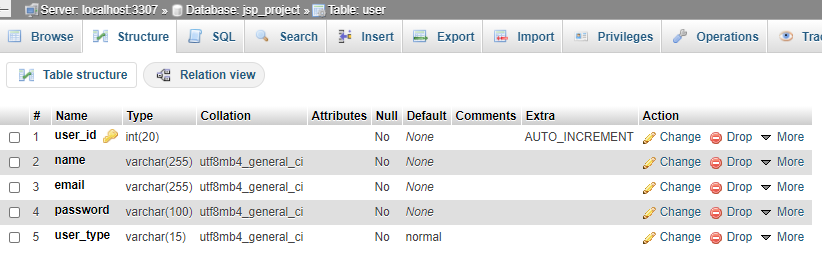 Server: localhost:3307 » Database: jsp_project » Table: user
Browse Structure SQL Search Insert Export Import Privileges Operations
Table structure Relation view
# Name Type Collation Attributes Null Default Comments Extra Action
1 user_id int(20) No None AUTO_INCREMENT Change Drop More
2 name varchar(255) utf8mb4_general_ci No None Change Drop More
3 email varchar(255) utf8mb4_general_ci No None Change Drop More
4 password varchar(100) utf8mb4_general_ci No None Change Drop More
5 user_type varchar(15) utf8mb4_general_ci No normal Change Drop More